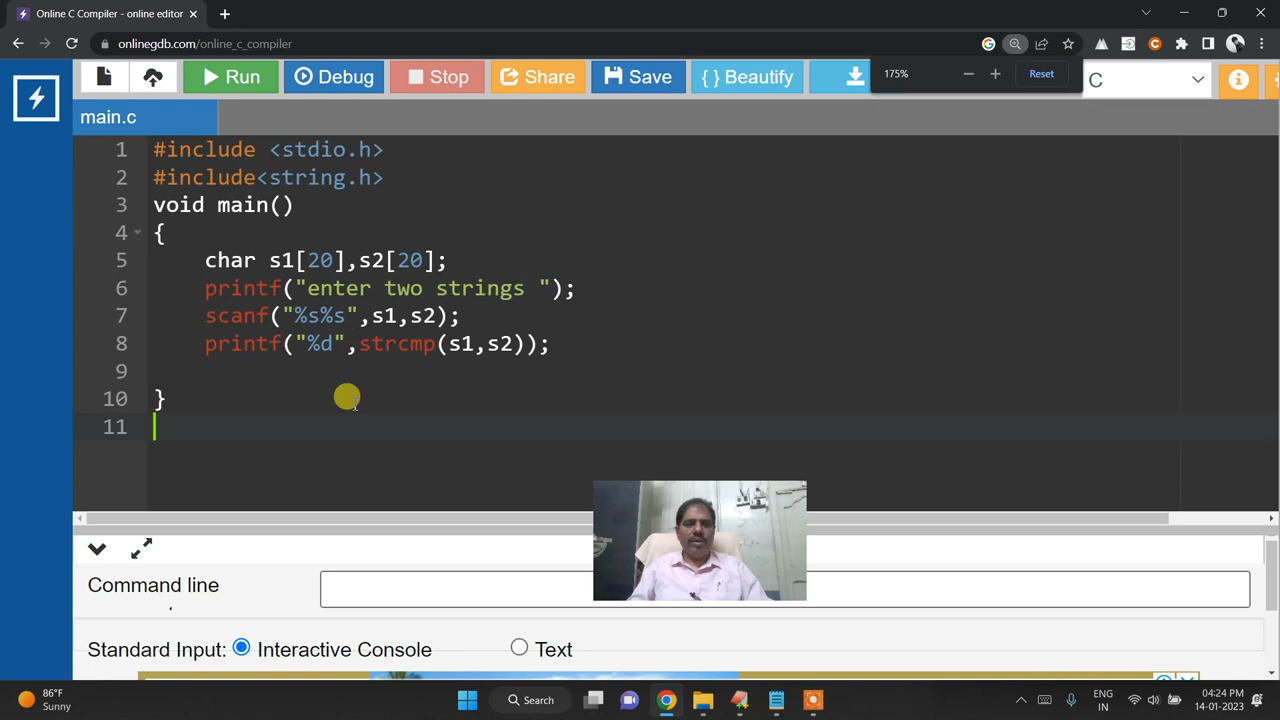 Online C Compiler - online editor
onlinegdb.com/online_c_compiler
Run
Debug
Stop
Share
Save
{ } Beautify
175%
Reset
C
main.c
1 #include <stdio.h>
2 #include<string.h>
3 void main()
4 {
5 char s1[20],s2[20];
6 printf("enter two strings ");
7 scanf("%s%s",s1,s2);
8 printf("%d",strcmp(s1,s2));
9
10 }
11
Command line
Standard Input: Interactive Console Text
86°F
Sunny
Search
ENG
IN
04:24 PM
14-01-2023